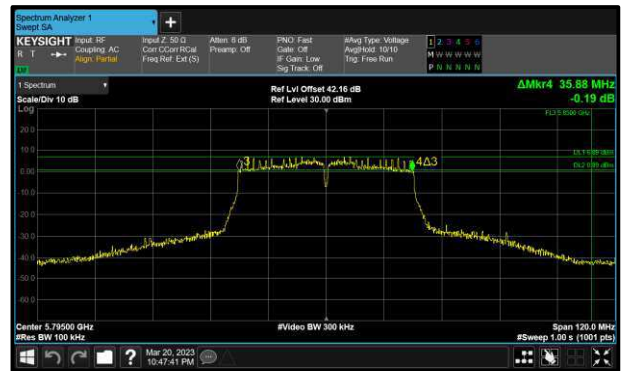 Spectrum Analyzer 1
Swept SA
+
KEYSIGHT
R T
Input: RF
Coupling: AC
Align: Partial
Input Z: 50 Ω
Corr CCorr RCal
Freq Ref: Ext (S)
Atten: 6 dB
Preamp: Off
PNO: Fast
Gate: Off
IF Gain: Low
Sig Track: Off
#Avg Type: Voltage
Avg|Hold: 10/10
Trig: Free Run
1 2 3 4 5 6
M W W W W W
P N N N N N
1 Spectrum
Scale/Div 10 dB
Log
Ref Lvl Offset 42.16 dB
Ref Level 30.00 dBm
ΔMkr4 35.88 MHz
-0.19 dB
20.0
10.0
0.00
-10.0
-20.0
-30.0
-40.0
-50.0
-60.0
3
4Δ3
Center 5.79500 GHz
#Res BW 100 kHz
#Video BW 300 kHz
Span 120.0 MHz
#Sweep 1.00 s (1001 pts)
?
Mar 20, 2023
10:47:41 PM